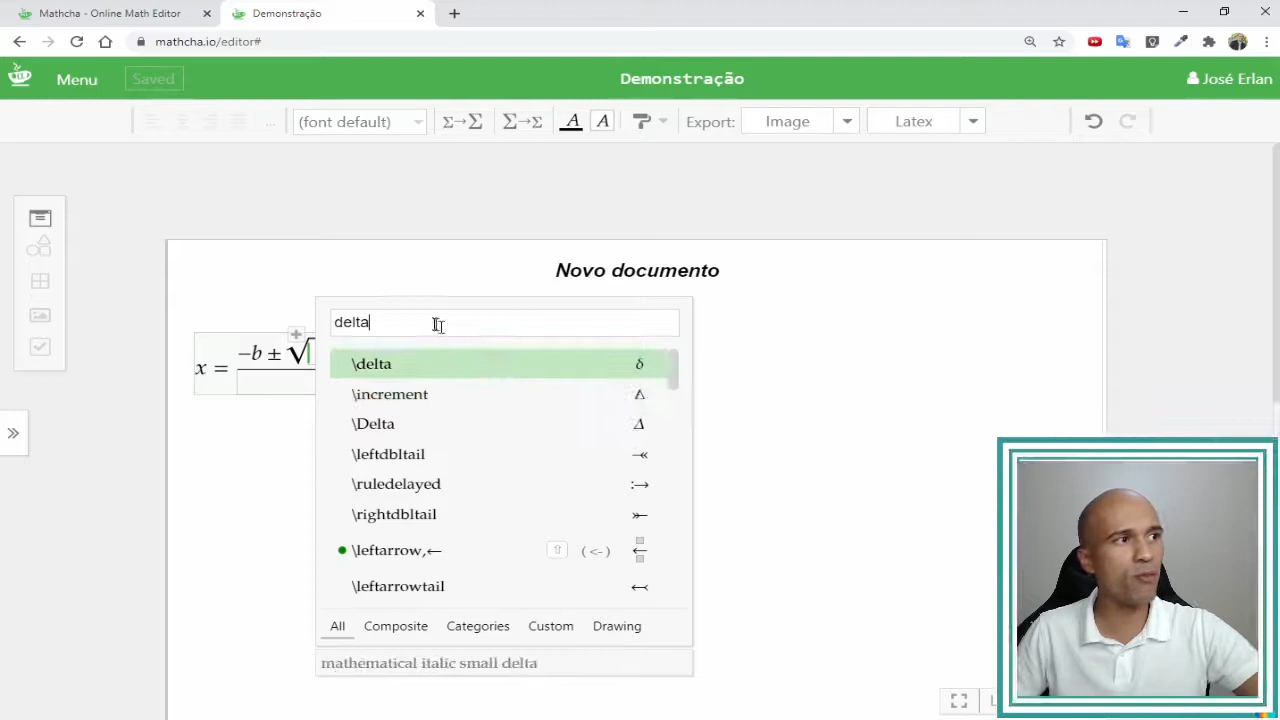 Mathcha - Online Math Editor
Demonstração
mathcha.io/editor#
Menu
Saved
Demonstração
José Erlan
...
(font default)
Σ→Σ
Σ→Σ
A
A
Export:
Image
Latex
Novo documento
x = −b ± √
delta
\delta δ
\increment ∆
\Delta Δ
\leftdbltail ⤛
\ruledelayed :→
\rightdbltail ⤜
\leftarrow,← ⇧ ( <- ) ←
\leftarrowtail ↢
All Composite Categories Custom Drawing
mathematical italic small delta